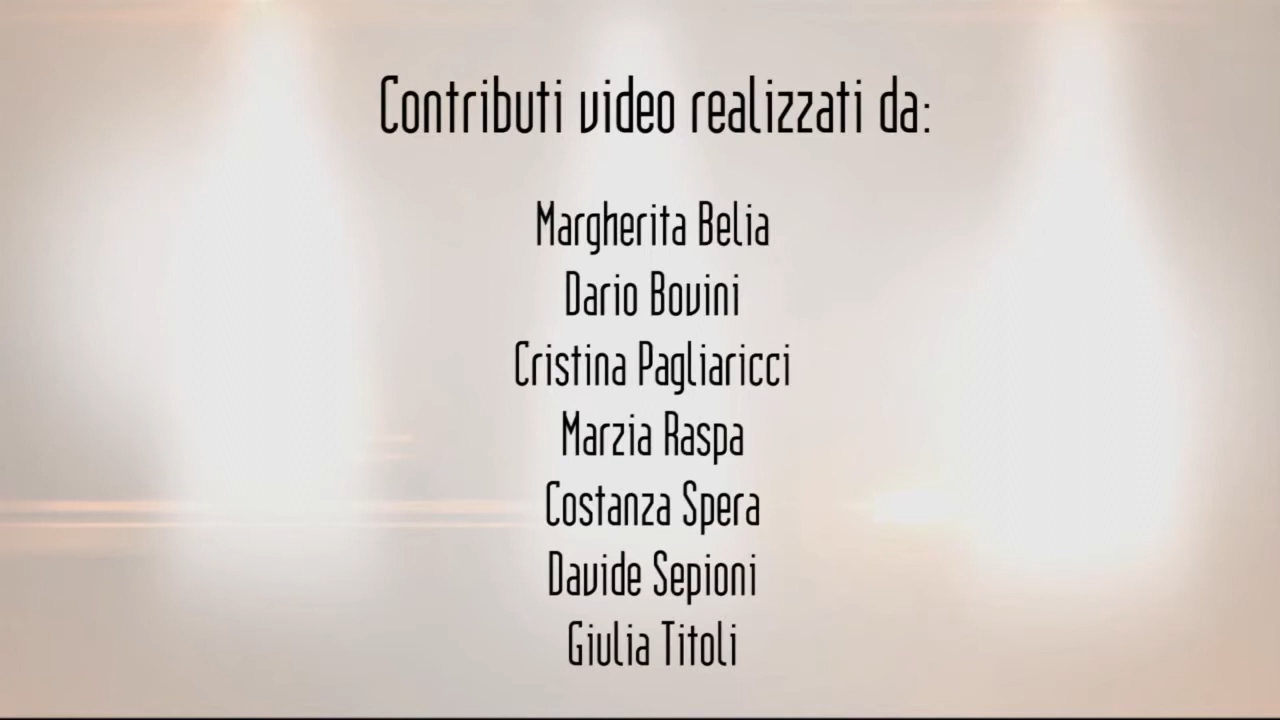 Contributi video realizzati da:
Margherita Belia
Dario Bovini
Cristina Pagliaricci
Marzia Raspa
Costanza Spera
Davide Sepioni
Giulia Titoli